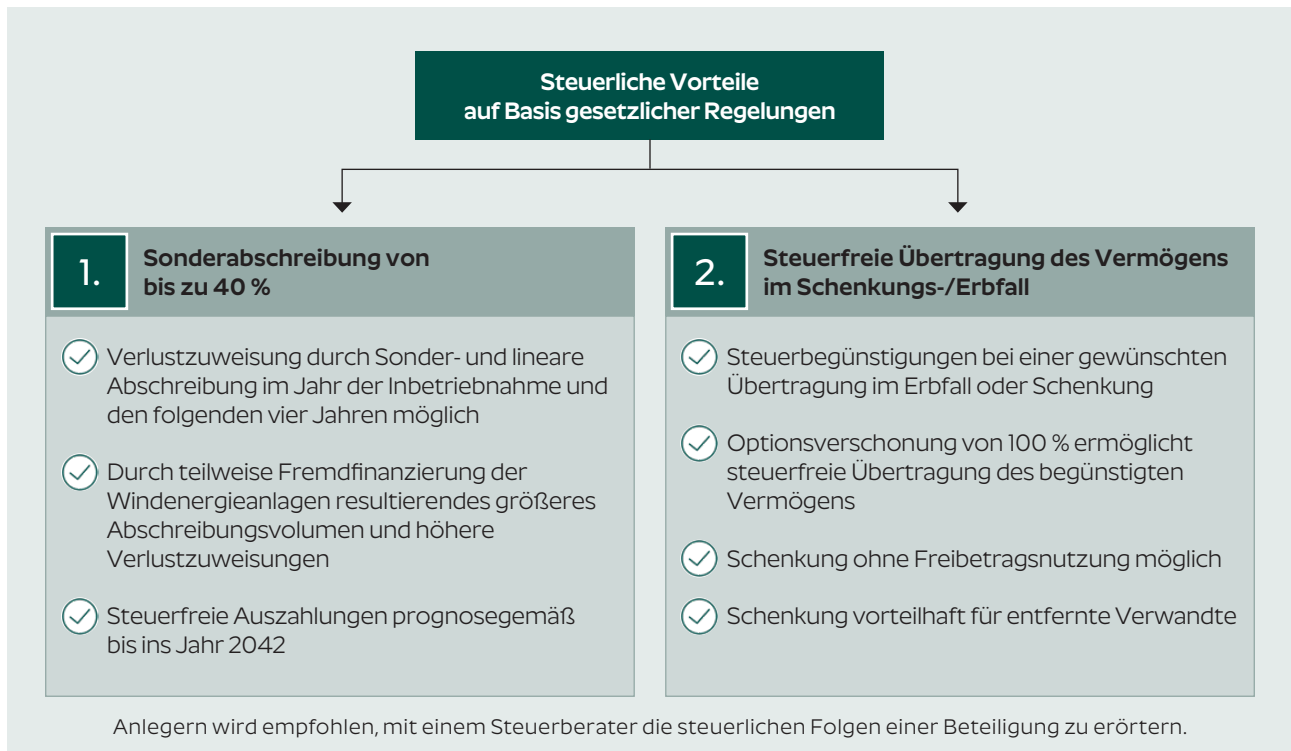 Steuerliche Vorteile
auf Basis gesetzlicher Regelungen
1.
Sonderabschreibung von
bis zu 40 %
Verlustzuweisung durch Sonder- und lineare
Abschreibung im Jahr der Inbetriebnahme und
den folgenden vier Jahren möglich
Durch teilweise Fremdfinanzierung der
Windenergieanlagen resultierendes größeres
Abschreibungsvolumen und höhere
Verlustzuweisungen
Steuerfreie Auszahlungen prognosegemäß
bis ins Jahr 2042
2.
Steuerfreie Übertragung des Vermögens
im Schenkungs-/Erbfall
Steuerbegünstigungen bei einer gewünschten
Übertragung im Erbfall oder Schenkung
Optionsverschonung von 100 % ermöglicht
steuerfreie Übertragung des begünstigten
Vermögens
Schenkung ohne Freibetragsnutzung möglich
Schenkung vorteilhaft für entfernte Verwandte
Anlegern wird empfohlen, mit einem Steuerberater die steuerlichen Folgen einer Beteiligung zu erörtern.